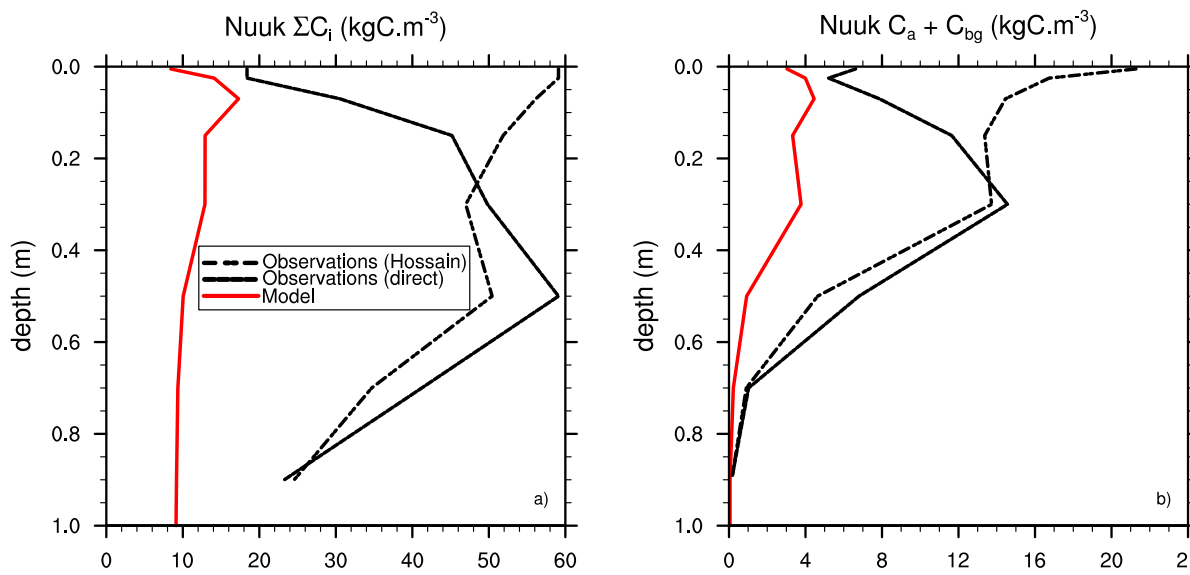 Nuuk ΣCi (kgC.m-3)
0.0
0.2
0.4
0.6
0.8
1.0
depth (m)
Observations (Hossain)
Observations (direct)
Model
a)
0 10 20 30 40 50 60
Nuuk Ca + Cbg (kgC.m-3)
0.0
0.2
0.4
0.6
0.8
1.0
depth (m)
b)
0 4 8 12 16 20 2